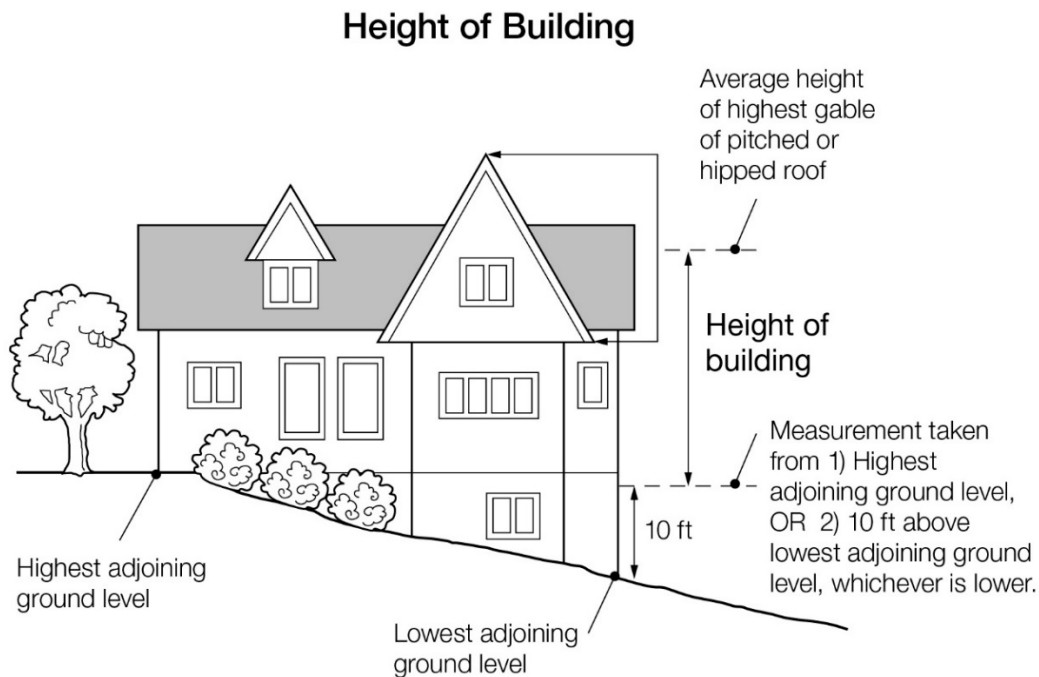 Height of Building
Average height
of highest gable
of pitched or
hipped roof
Height of
building
Measurement taken
from 1) Highest
adjoining ground level,
OR 2) 10 ft above
lowest adjoining ground
level, whichever is lower.
10 ft
Highest adjoining
ground level
Lowest adjoining
ground level